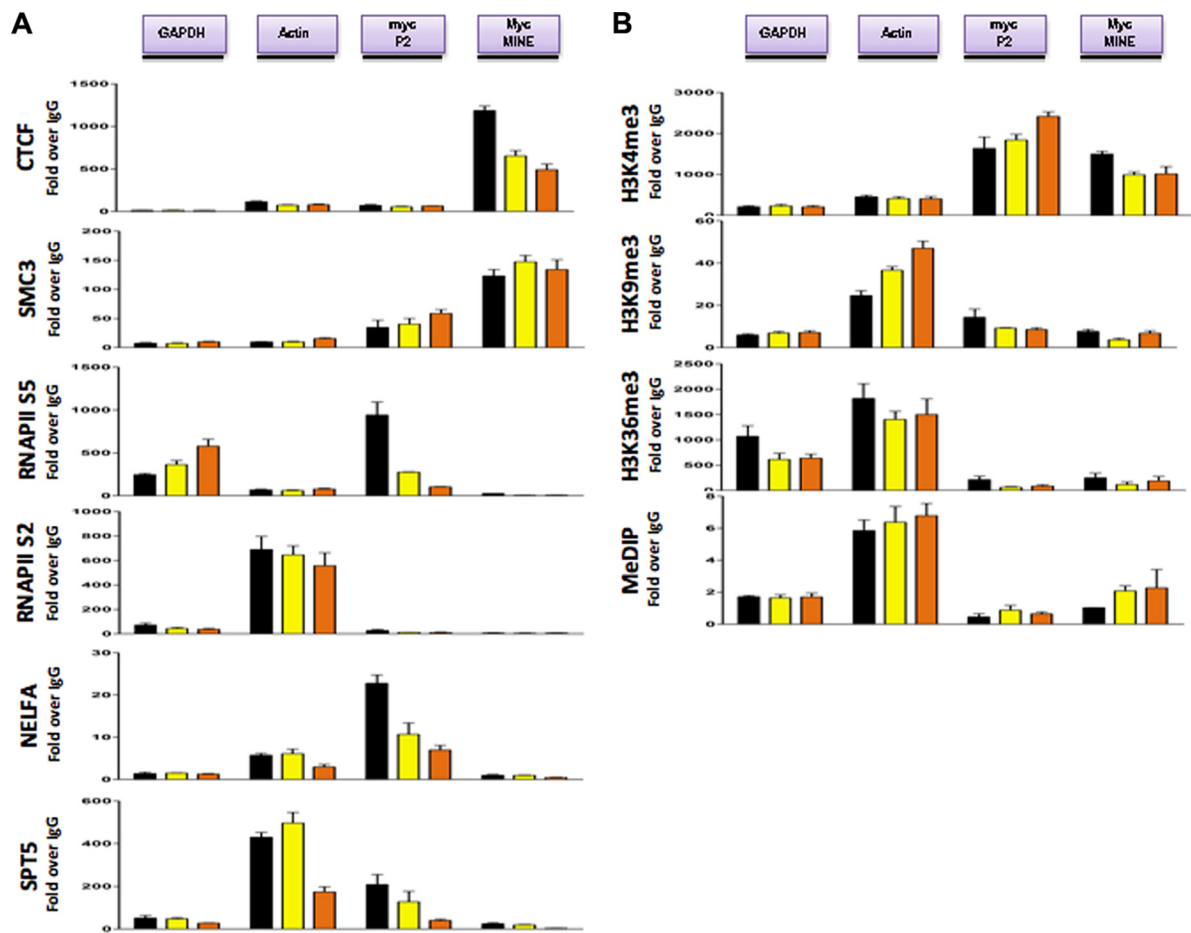 A
GAPDH
Actin
myc
P2
Myc
MINE
CTCF
Fold over IgG
1500
1000
500
0
SMC3
Fold over IgG
200
150
100
50
0
RNAPII S5
Fold over IgG
1500
1000
500
0
RNAPII S2
Fold over IgG
800
600
400
200
0
NELFA
Fold over IgG
30
20
10
0
SPT5
Fold over IgG
600
400
200
0
B
GAPDH
Actin
myc
P2
Myc
MINE
H3K4me3
Fold over IgG
3000
2000
1000
0
H3K9me3
Fold over IgG
60
40
20
0
H3K36me3
Fold over IgG
2500
2000
1500
1000
500
0
MeDIP
Fold over IgG
8
6
4
2
0